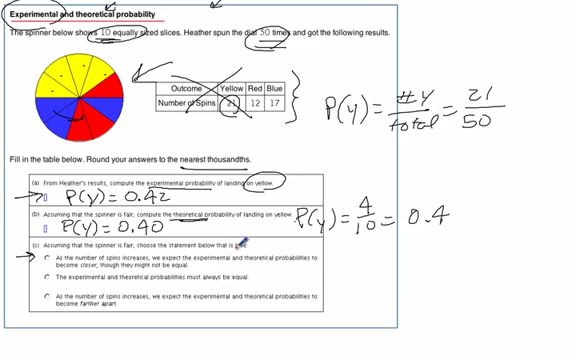 Experimental and theoretical probability
The spinner below shows 10 equally sized slices. Heather spun the dial 50 times and got the following results.
Outcome Yellow Red Blue
Number of Spins 21 12 17
P(y) = #Y/total = 21/50
Fill in the table below. Round your answers to the nearest thousandths.
(a) From Heather's results, compute the experimental probability of landing on yellow.
P(y) = 0.42
(b) Assuming that the spinner is fair, compute the theoretical probability of landing on yellow.
P(y) = 0.40
P(y) = 4/10 = 0.4
(c) Assuming that the spinner is fair, choose the statement below that is
As the number of spins increases, we expect the experimental and theoretical probabilities to
become closer, though they might not be equal.
The experimental and theoretical probabilities must always be equal.
As the number of spins increases, we expect the experimental and theoretical probabilities to
become farther apart.